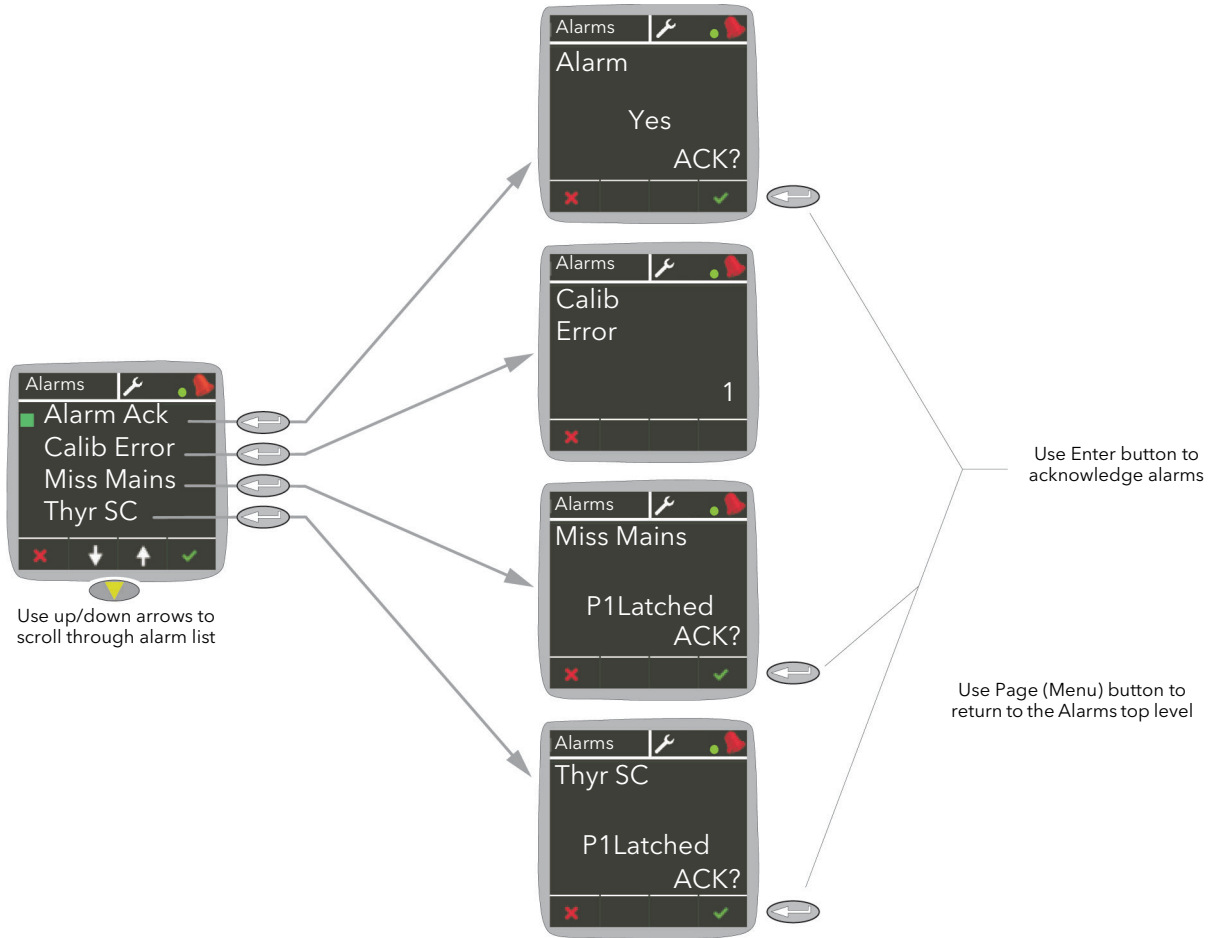 Alarms
Alarm Ack
Calib Error
Miss Mains
Thyr SC
Use up/down arrows to
scroll through alarm list
Alarms
Alarm
Yes
ACK?
Alarms
Calib
Error
1
Alarms
Miss Mains
P1Latched
ACK?
Alarms
Thyr SC
P1Latched
ACK?
Use Enter button to
acknowledge alarms
Use Page (Menu) button to
return to the Alarms top level